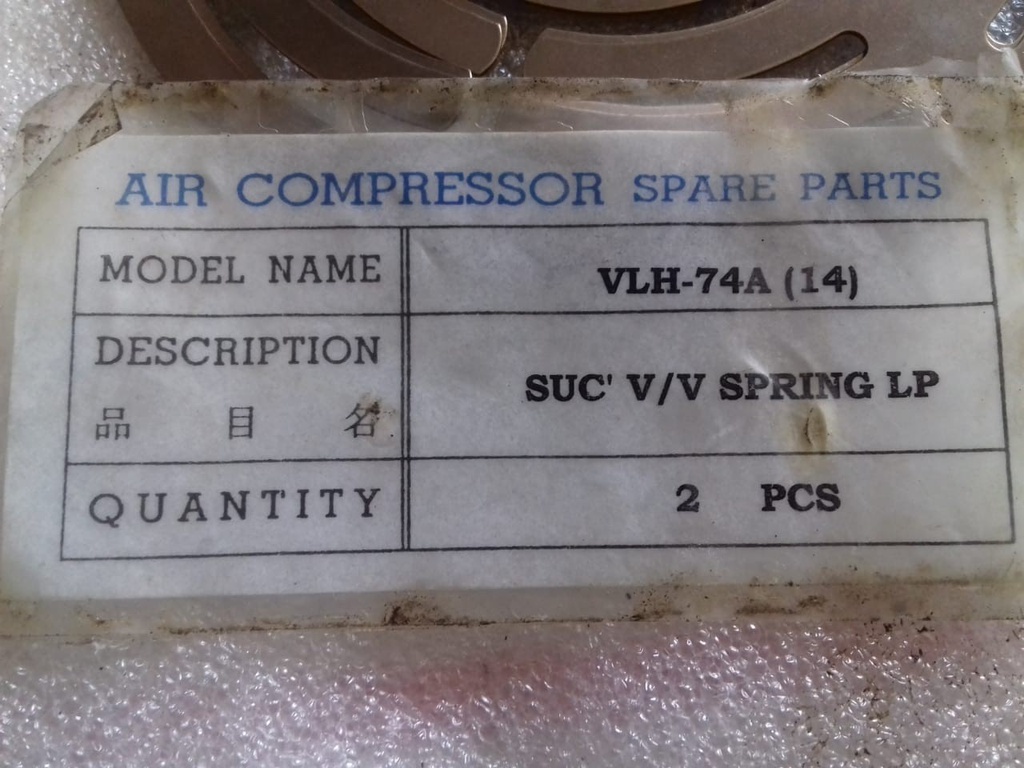 AIR COMPRESSOR SPARE PARTS
MODEL NAME VLH-74A (14)
DESCRIPTION
品 目 名
SUC' V/V SPRING LP
QUANTITY 2 PCS